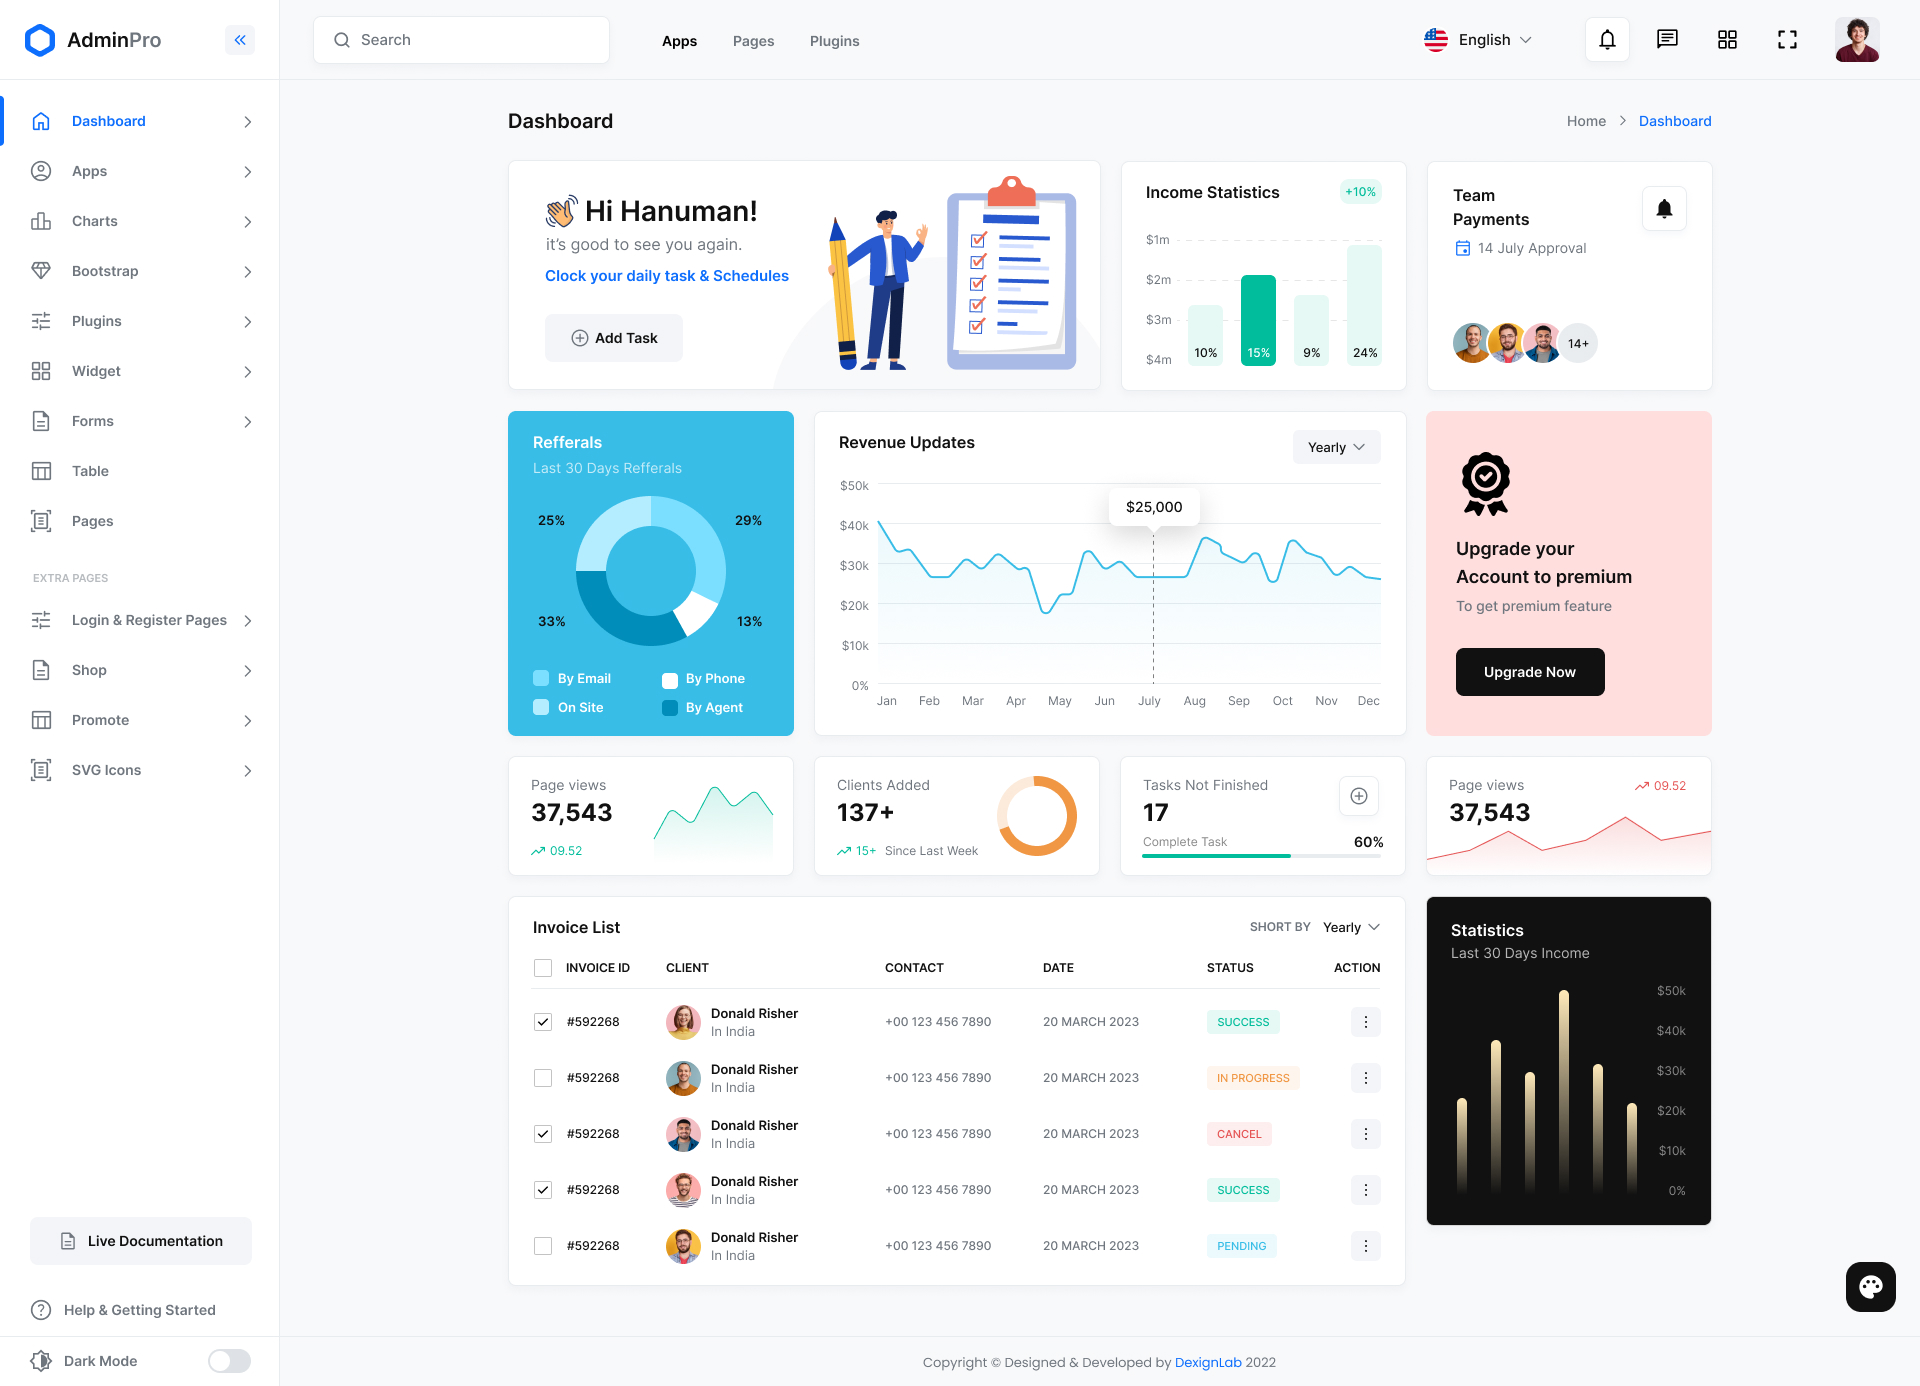 AdminPro
Search
Apps
Pages
Plugins
English
Dashboard
Apps
Charts
Bootstrap
Plugins
Widget
Forms
Table
Pages
EXTRA PAGES
Login & Register Pages
Shop
Promote
SVG Icons
Live Documentation
Help & Getting Started
Dark Mode
Dashboard
Home Dashboard
Hi Hanuman!
it's good to see you again.
Clock your daily task & Schedules
Add Task
Income Statistics
+10%
$1m
$2m
$3m
$4m
10% 15% 9% 24%
Team
Payments
14 July Approval
14+
Refferals
Last 30 Days Refferals
25% 29%
33% 13%
By Email By Phone
On Site By Agent
Revenue Updates
Yearly
$50k
$40k
$30k
$20k
$10k
0%
$25,000
Jan Feb Mar Apr May Jun July Aug Sep Oct Nov Dec
Upgrade your
Account to premium
To get premium feature
Upgrade Now
Page views
37,543
09.52
Clients Added
137+
15+ Since Last Week
Tasks Not Finished
17
Complete Task 60%
Page views
09.52
37,543
Invoice List
SHORT BY Yearly
INVOICE ID CLIENT CONTACT DATE STATUS ACTION
#592268 Donald Risher +00 123 456 7890 20 MARCH 2023 SUCCESS
In India
#592268 Donald Risher +00 123 456 7890 20 MARCH 2023 IN PROGRESS
In India
#592268 Donald Risher +00 123 456 7890 20 MARCH 2023 CANCEL
In India
#592268 Donald Risher +00 123 456 7890 20 MARCH 2023 SUCCESS
In India
#592268 Donald Risher +00 123 456 7890 20 MARCH 2023 PENDING
In India
Statistics
Last 30 Days Income
$50k
$40k
$30k
$20k
$10k
0%
Copyright © Designed & Developed by DexignLab 2022